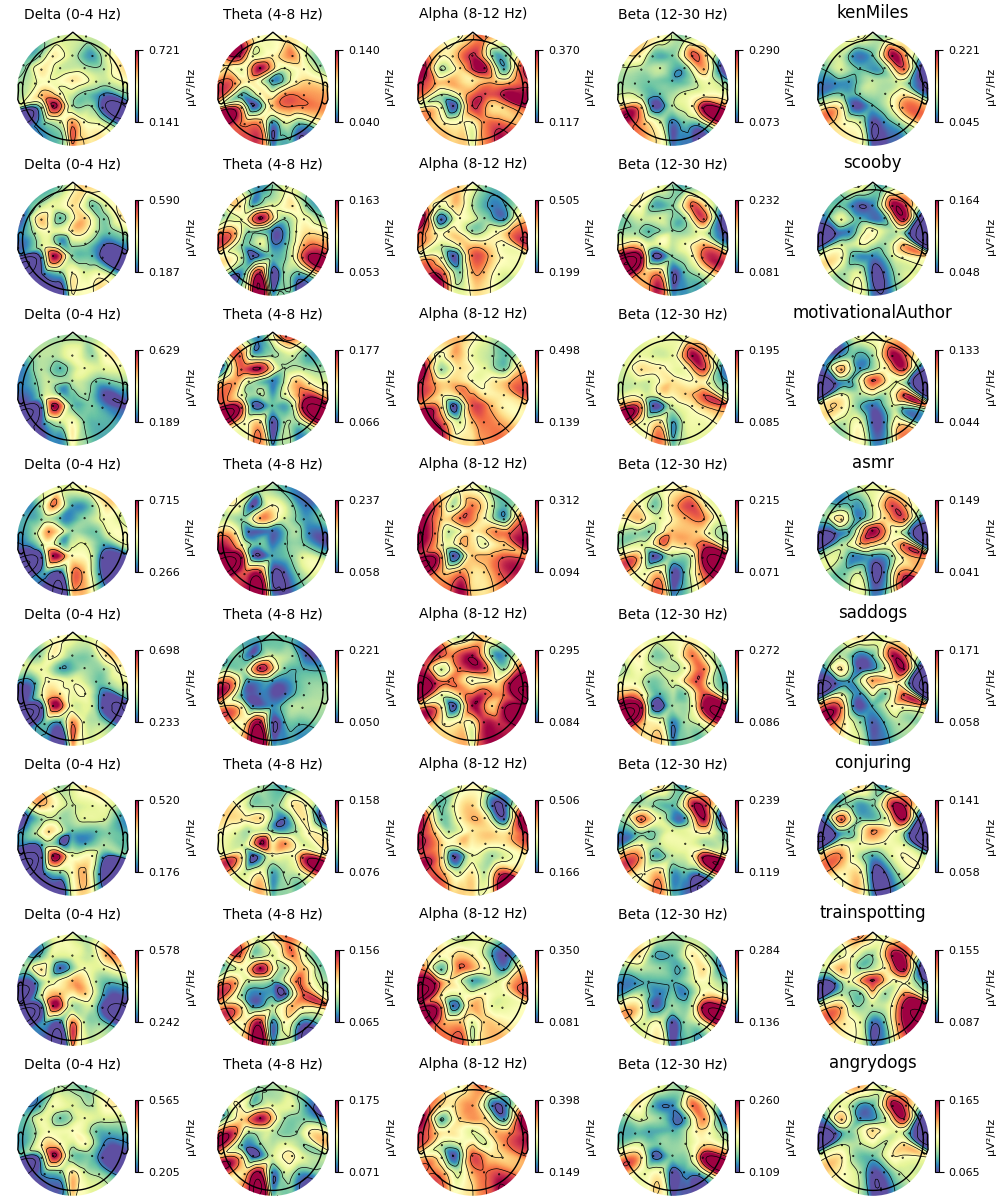 Delta (0-4 Hz) Theta (4-8 Hz) Alpha (8-12 Hz) Beta (12-30 Hz) kenMiles
0.721 0.140 0.370 0.290 0.221
µV²/Hz µV²/Hz µV²/Hz µV²/Hz µV²/Hz
0.141 0.040 0.117 0.073 0.045
Delta (0-4 Hz) Theta (4-8 Hz) Alpha (8-12 Hz) Beta (12-30 Hz) scooby
0.590 0.163 0.505 0.232 0.164
µV²/Hz µV²/Hz µV²/Hz µV²/Hz µV²/Hz
0.187 0.053 0.199 0.081 0.048
Delta (0-4 Hz) Theta (4-8 Hz) Alpha (8-12 Hz) Beta (12-30 Hz) motivationalAuthor
0.629 0.177 0.498 0.195 0.133
µV²/Hz µV²/Hz µV²/Hz µV²/Hz µV²/Hz
0.189 0.066 0.139 0.085 0.044
Delta (0-4 Hz) Theta (4-8 Hz) Alpha (8-12 Hz) Beta (12-30 Hz) asmr
0.715 0.237 0.312 0.215 0.149
µV²/Hz µV²/Hz µV²/Hz µV²/Hz µV²/Hz
0.266 0.058 0.094 0.071 0.041
Delta (0-4 Hz) Theta (4-8 Hz) Alpha (8-12 Hz) Beta (12-30 Hz) saddogs
0.698 0.221 0.295 0.272 0.171
µV²/Hz µV²/Hz µV²/Hz µV²/Hz µV²/Hz
0.233 0.050 0.084 0.086 0.058
Delta (0-4 Hz) Theta (4-8 Hz) Alpha (8-12 Hz) Beta (12-30 Hz) conjuring
0.520 0.158 0.506 0.239 0.141
µV²/Hz µV²/Hz µV²/Hz µV²/Hz µV²/Hz
0.176 0.076 0.166 0.119 0.058
Delta (0-4 Hz) Theta (4-8 Hz) Alpha (8-12 Hz) Beta (12-30 Hz) trainspotting
0.578 0.156 0.350 0.284 0.155
µV²/Hz µV²/Hz µV²/Hz µV²/Hz µV²/Hz
0.242 0.065 0.081 0.136 0.087
Delta (0-4 Hz) Theta (4-8 Hz) Alpha (8-12 Hz) Beta (12-30 Hz) angrydogs
0.565 0.175 0.398 0.260 0.165
µV²/Hz µV²/Hz µV²/Hz µV²/Hz µV²/Hz
0.205 0.071 0.149 0.109 0.065